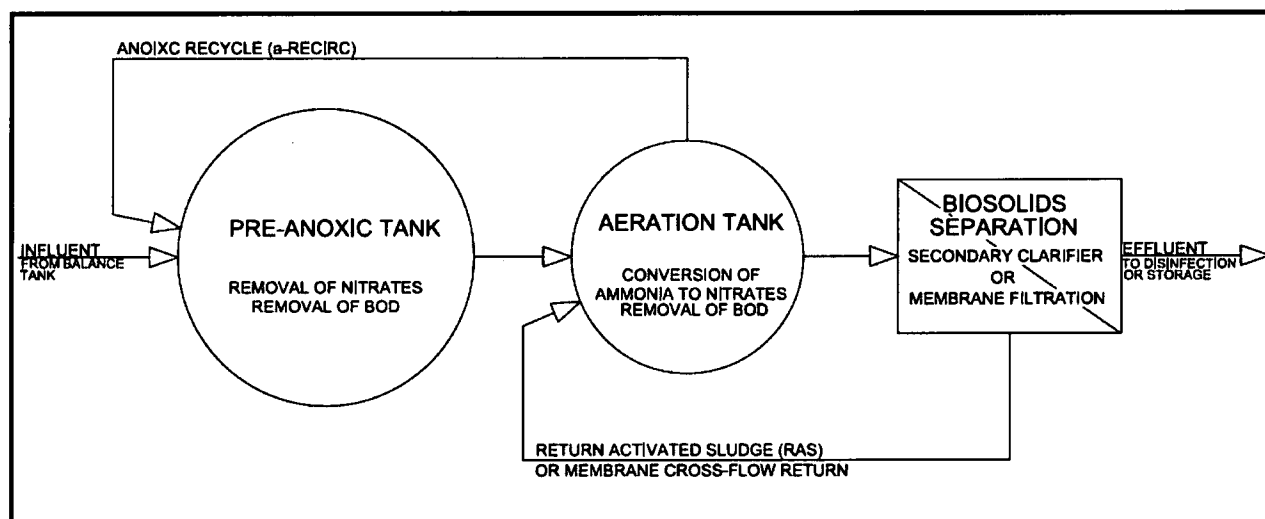 ANOIXC RECYCLE (a-RECIRC)
PRE-ANOXIC TANK
REMOVAL OF NITRATES
REMOVAL OF BOD
INFLUENT
FROM BALANCE
TANK
AERATION TANK
CONVERSION OF
AMMONIA TO NITRATES
REMOVAL OF BOD
BIOSOLIDS
SEPARATION
SECONDARY CLARIFIER
OR
MEMBRANE FILTRATION
EFFLUENT
TO DISINFECTION
OR STORAGE
RETURN ACTIVATED SLUDGE (RAS)
OR MEMBRANE CROSS-FLOW RETURN